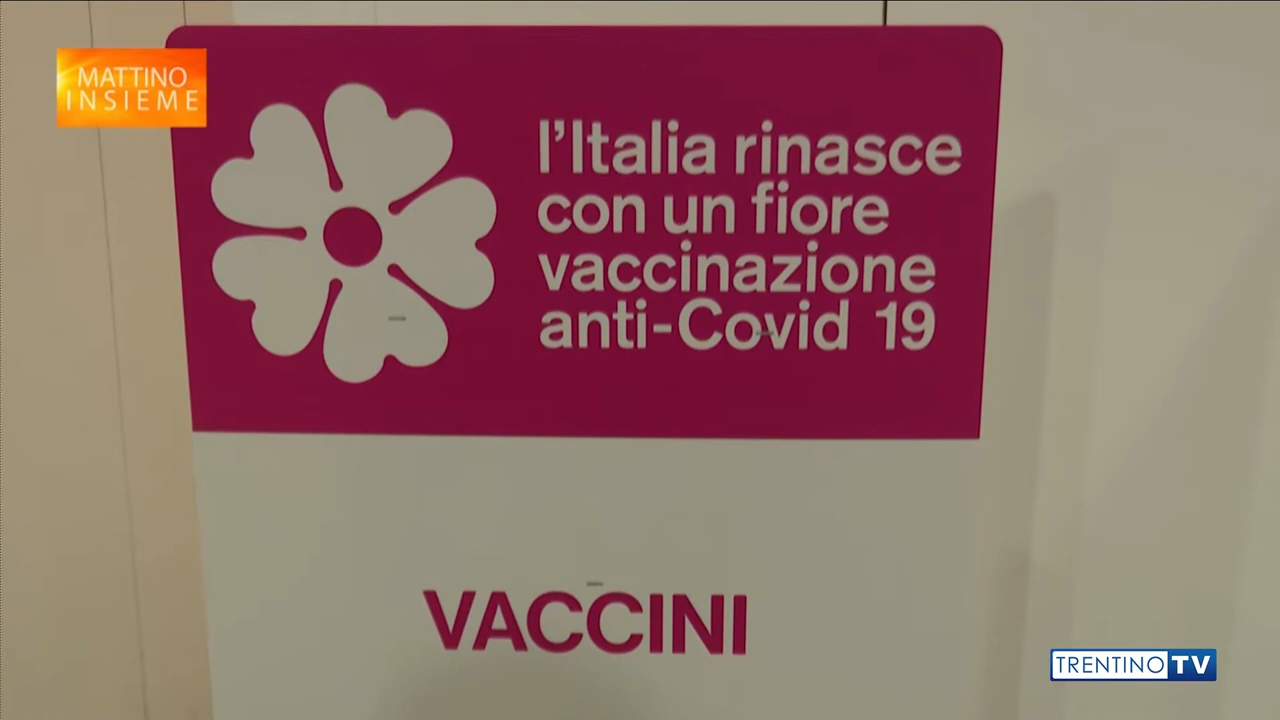 MATTINO
INSIEME
l'Italia rinasce
con un fiore
vaccinazione
anti-Covid 19
VACCINI
TRENTINO TV